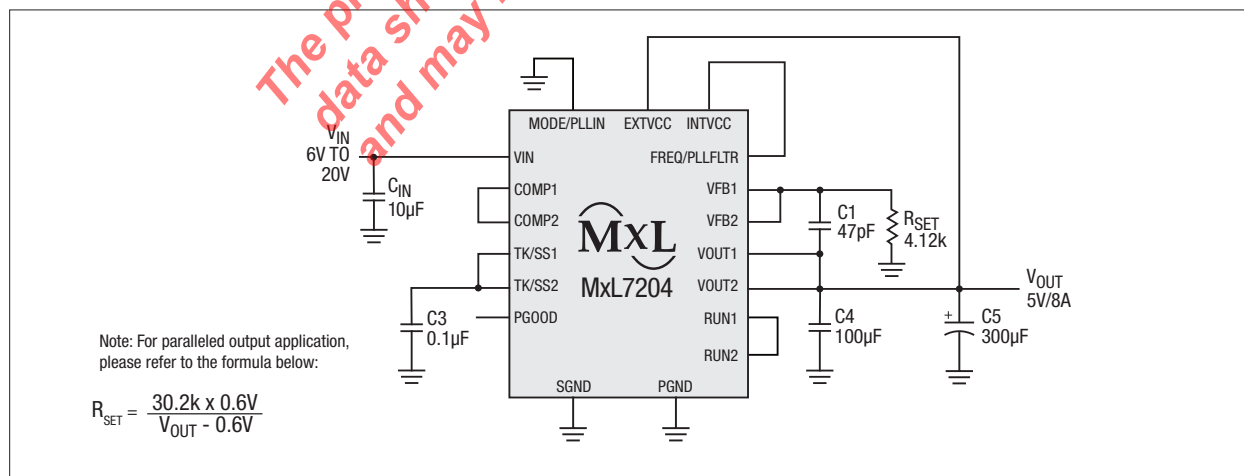 The p
data sh
and may
MODE/PLLIN
EXTVCC
INTVCC
VIN
6V TO
20V
CIN
10µF
VIN
COMP1
COMP2
TK/SS1
TK/SS2
PGOOD
C3
0.1µF
FREQ/PLLFLTR
VFB1
VFB2
VOUT1
VOUT2
RUN1
RUN2
MxL
MxL7204
SGND
PGND
C1
47pF
RSET
4.12k
C4
100µF
+
C5
300µF
VOUT
5V/8A
Note: For paralleled output application,
please refer to the formula below:
RSET = 30.2k x 0.6V
VOUT - 0.6V